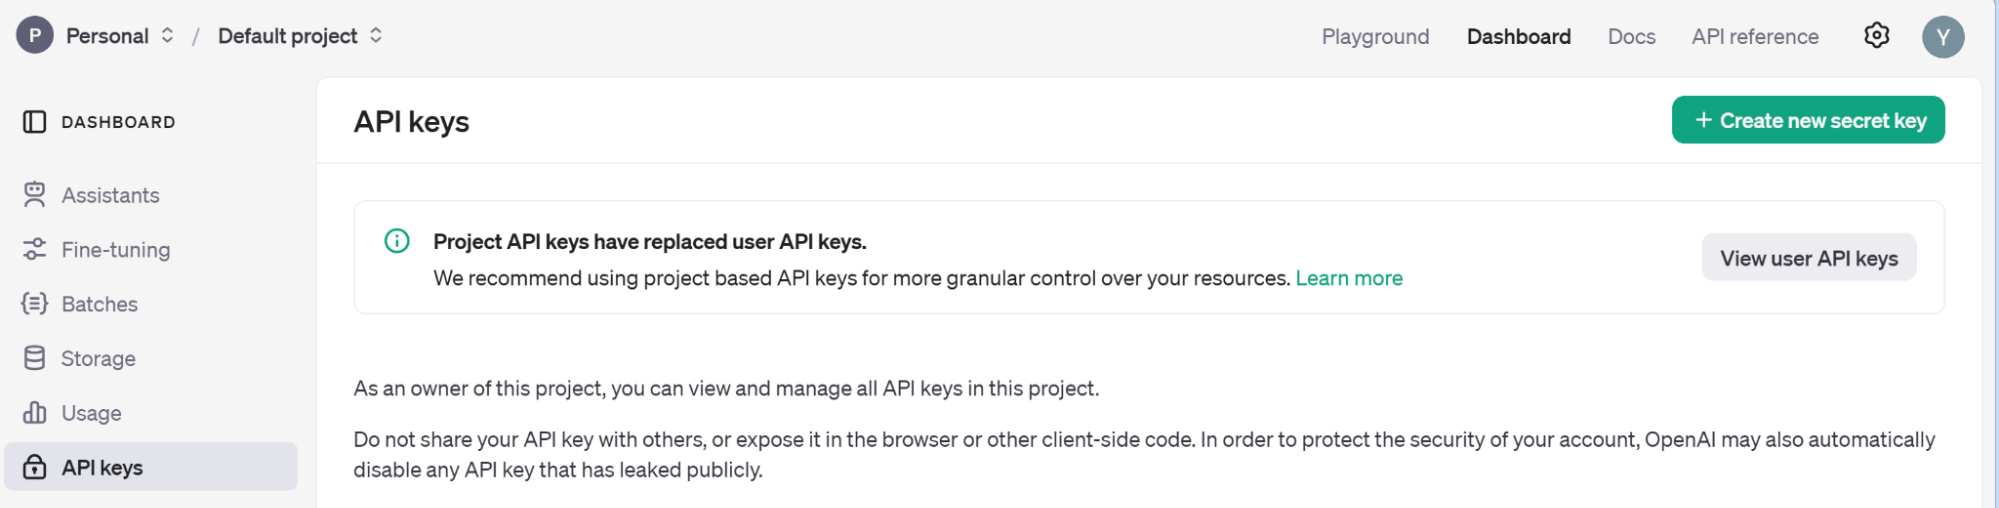 P Personal / Default project
Playground Dashboard Docs API reference Y
DASHBOARD
Assistants
Fine-tuning
Batches
Storage
Usage
API keys
API keys
+ Create new secret key
Project API keys have replaced user API keys.
We recommend using project based API keys for more granular control over your resources. Learn more
View user API keys
As an owner of this project, you can view and manage all API keys in this project.
Do not share your API key with others, or expose it in the browser or other client-side code. In order to protect the security of your account, OpenAI may also automatically
disable any API key that has leaked publicly.